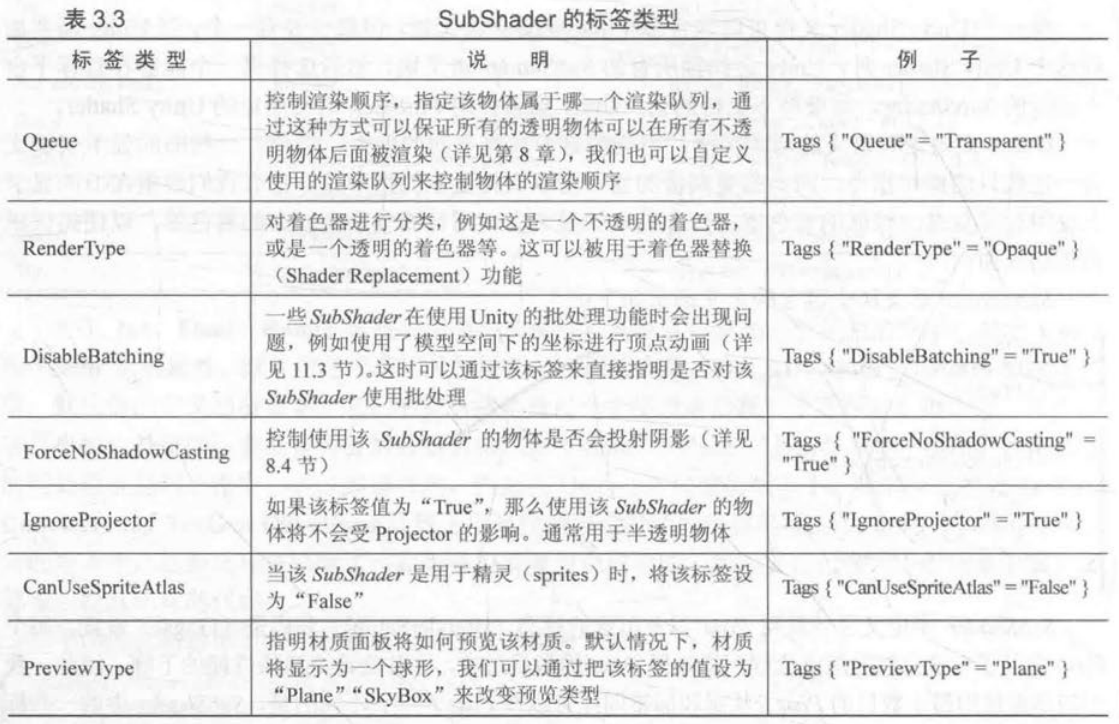 表 3.3 SubShader 的标签类型
标 签 类 型 说 明 例 子
Queue
控制渲染顺序，指定该物体属于哪一个渲染队列，通
过这种方式可以保证所有的透明物体可以在所有不透
明物体后面被渲染（详见第 8 章），我们也可以自定义
使用的渲染队列来控制物体的渲染顺序
Tags { "Queue" = "Transparent" }
RenderType
对着色器进行分类，例如这是一个不透明的着色器，
或是一个透明的着色器等。这可以被用于着色器替换
（Shader Replacement）功能
Tags { "RenderType" = "Opaque" }
DisableBatching
一些 SubShader 在使用 Unity 的批处理功能时会出现问
题，例如使用了模型空间下的坐标进行顶点动画（详
见 11.3 节）。这时可以通过该标签来直接指明是否对该
SubShader 使用批处理
Tags { "DisableBatching" = "True" }
ForceNoShadowCasting
控制使用该 SubShader 的物体是否会投射阴影（详见
8.4 节）
Tags { "ForceNoShadowCasting" =
"True" }
IgnoreProjector
如果该标签值为“True”，那么使用该 SubShader 的物
体将不会受 Projector 的影响。通常用于半透明物体
Tags { "IgnoreProjector" = "True" }
CanUseSpriteAtlas
当该 SubShader 是用于精灵（sprites）时，将该标签设
为“False”
Tags { "CanUseSpriteAtlas" = "False" }
PreviewType
指明材质面板将如何预览该材质。默认情况下，材质
将显示为一个球形，我们可以通过把该标签的值设为
“Plane”“SkyBox”来改变预览类型
Tags { "PreviewType" = "Plane" }